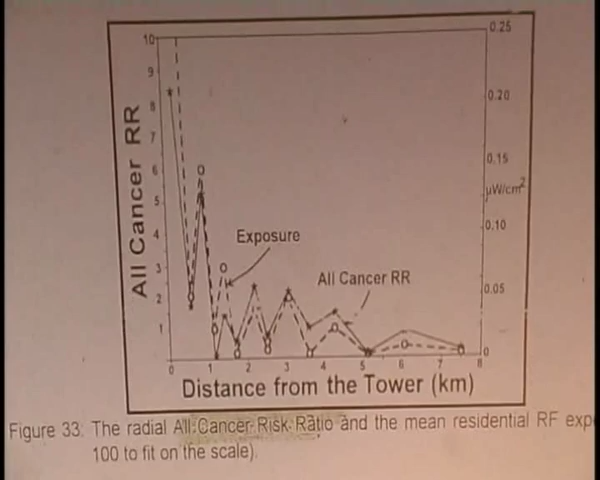 All Cancer RR
10
9
8
7
6
5
4
3
2
1
0.25
0.20
0.15
µW/cm²
0.10
0.05
0
Exposure
All Cancer RR
0 1 2 3 4 5 6 7 8
Distance from the Tower (km)
Figure 33: The radial All-Cancer Risk Ratio and the mean residential RF exp
100 to fit on the scale).